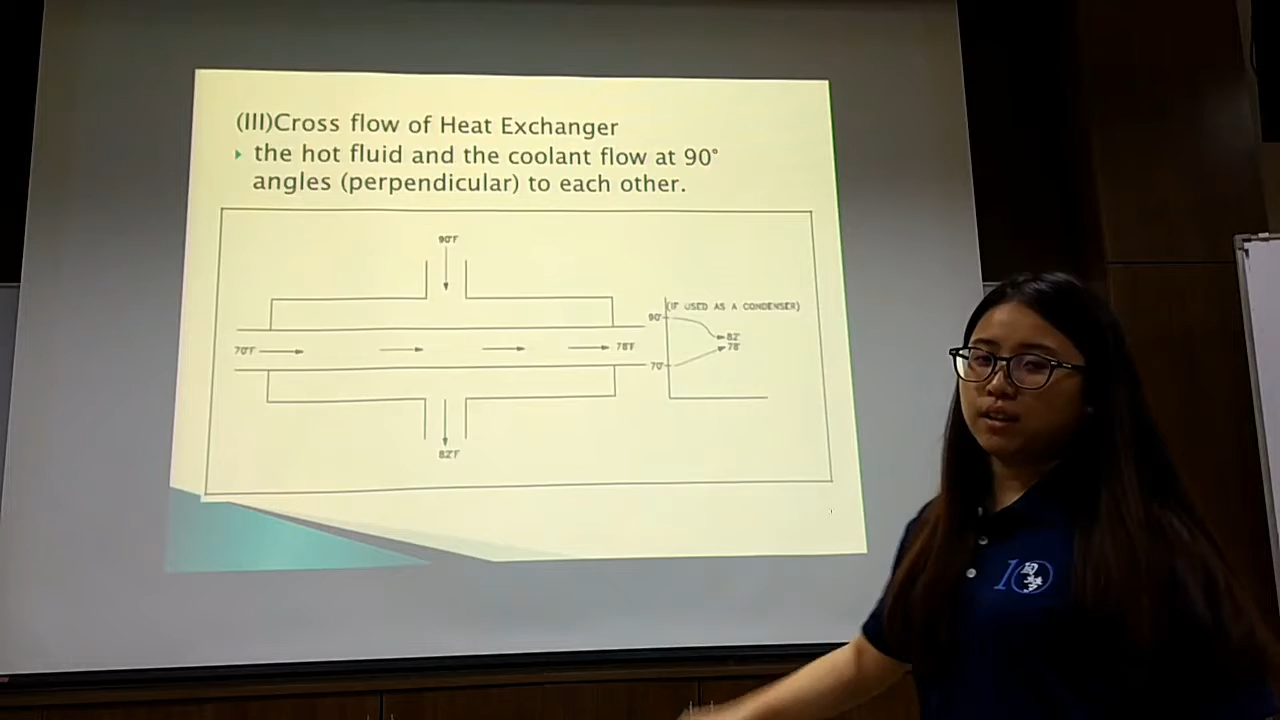 (III)Cross flow of Heat Exchanger
the hot fluid and the coolant flow at 90°
angles (perpendicular) to each other.
90°F
(IF USED AS A CONDENSER)
90°
82°
70°F
78°F
78°
70°
82°F
10